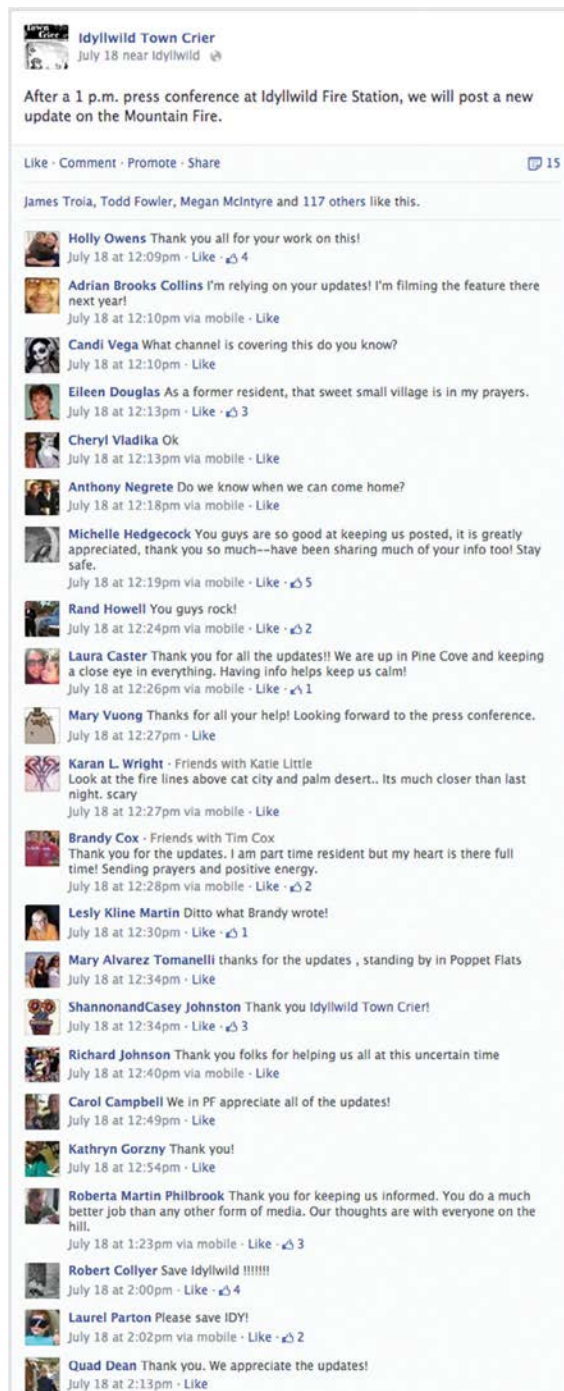 Town
Crier
Idyllwild Town Crier
July 18 near Idyllwild
After a 1 p.m. press conference at Idyllwild Fire Station, we will post a new
update on the Mountain Fire.
Like · Comment · Promote · Share 15
James Troia, Todd Fowler, Megan McIntyre and 117 others like this.
Holly Owens Thank you all for your work on this!
July 18 at 12:09pm · Like · 4
Adrian Brooks Collins I'm relying on your updates! I'm filming the feature there
next year!
July 18 at 12:10pm via mobile · Like
Candi Vega What channel is covering this do you know?
July 18 at 12:10pm · Like
Eileen Douglas As a former resident, that sweet small village is in my prayers.
July 18 at 12:13pm · Like · 3
Cheryl Vladika Ok
July 18 at 12:13pm via mobile · Like
Anthony Negrete Do we know when we can come home?
July 18 at 12:18pm via mobile · Like
Michelle Hedgecock You guys are so good at keeping us posted, it is greatly
appreciated, thank you so much--have been sharing much of your info too! Stay
safe.
July 18 at 12:19pm via mobile · Like · 5
Rand Howell You guys rock!
July 18 at 12:24pm via mobile · Like · 2
Laura Caster Thank you for all the updates!! We are up in Pine Cove and keeping
a close eye in everything. Having info helps keep us calm!
July 18 at 12:26pm via mobile · Like · 1
Mary Vuong Thanks for all your help! Looking forward to the press conference.
July 18 at 12:27pm · Like
Karan L. Wright · Friends with Katie Little
Look at the fire lines above cat city and palm desert.. Its much closer than last
night. scary
July 18 at 12:27pm via mobile · Like
Brandy Cox · Friends with Tim Cox
Thank you for the updates. I am part time resident but my heart is there full
time! Sending prayers and positive energy.
July 18 at 12:28pm via mobile · Like · 2
Lesly Kline Martin Ditto what Brandy wrote!
July 18 at 12:30pm · Like · 1
Mary Alvarez Tomanelli thanks for the updates , standing by in Poppet Flats
July 18 at 12:34pm · Like
ShannonandCasey Johnston Thank you Idyllwild Town Crier!
July 18 at 12:34pm · Like · 3
Richard Johnson Thank you folks for helping us all at this uncertain time
July 18 at 12:40pm via mobile · Like
Carol Campbell We in PF appreciate all of the updates!
July 18 at 12:49pm · Like
Kathryn Gorzny Thank you!
July 18 at 12:54pm · Like
Roberta Martin Philbrook Thank you for keeping us informed. You do a much
better job than any other form of media. Our thoughts are with everyone on the
hill.
July 18 at 1:23pm via mobile · Like · 3
Robert Collyer Save Idyllwild !!!!!!!
July 18 at 2:00pm · Like · 4
Laurel Parton Please save IDY!
July 18 at 2:02pm via mobile · Like · 2
Quad Dean Thank you. We appreciate the updates!
July 18 at 2:13pm · Like